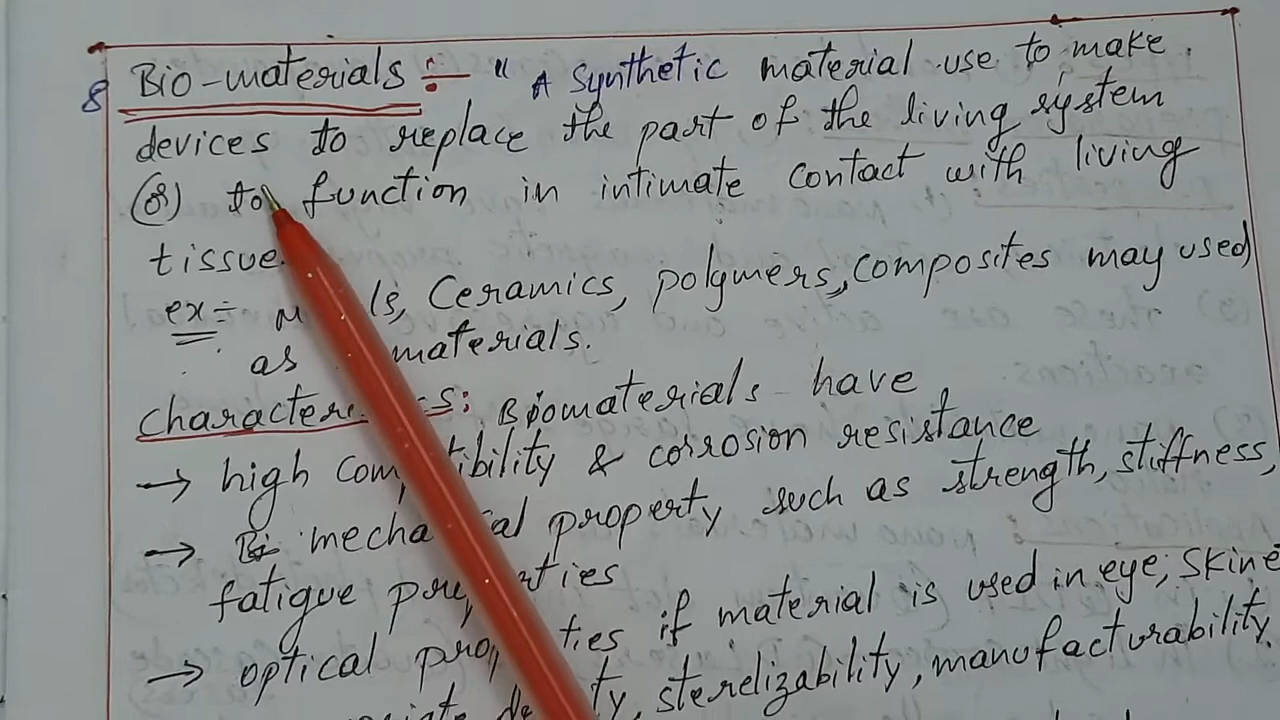 8 Bio-materials ÷ " A Synthetic material use to make
devices to replace the part of the living system
(or) to function in intimate contact with living
tissue.
ex:- M ls, Ceramics, polymers, composites may used
as materials.
Character s: Biomaterials have
→ high comp tibility & corrosion resistance
→ mecha al property such as strength, stiffness,
fatigue prop rties
→ optical prop ties if material is used in eye, skin &
ty, sterelizability, manufacturability.